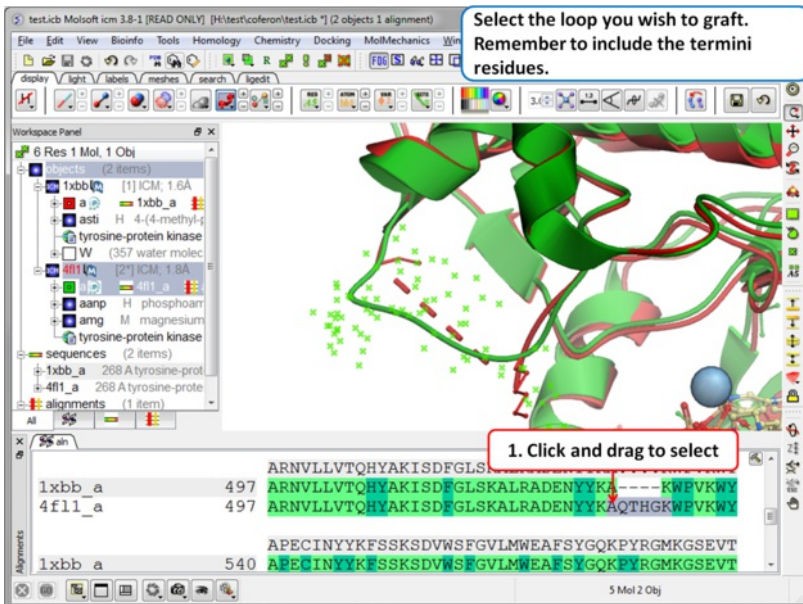 test.icb Molsoft icm 3.8-1 [READ ONLY] [H:\test\coferon\test.icb *] (2 objects 1 alignment)
Select the loop you wish to graft.
Remember to include the termini
residues.
File Edit View Bioinfo Tools Homology Chemistry Docking MolMechanics
display light labels meshes search ligedit
Workspace Panel
6 Res 1 Mol, 1 Obj
objects (2 items)
1xbb [1] ICM; 1.6Å
a 1xbb_a
asti H 4-(4-methyl-p
tyrosine-protein kinase
W (357 water molec
4fl1 [2*] ICM; 1.8Å
a 4fl1_a
aanp H phosphoam
amg M magnesium
tyrosine-protein kinase
sequences (2 items)
1xbb_a 268 A tyrosine-prot
4fl1_a 268 A tyrosine-prote
alignments (1 item)
All
aln
1. Click and drag to select
1xbb_a 497 ARNVLLVTQHYAKISDFGLSKALRADENYYKA----KWPVKWY
4fl1_a 497 ARNVLLVTQHYAKISDFGLSKALRADENYYKAQTHGKWPVKWY
APECINYYKFSSKSDVWSFGVLMWEAFSYGQKPYRGMKGSEVT
1xbb_a 540 APECINYYKFSSKSDVWSFGVLMWEAFSYGQKPYRGMKGSEVT
Alignments
5 Mol 2 Obj